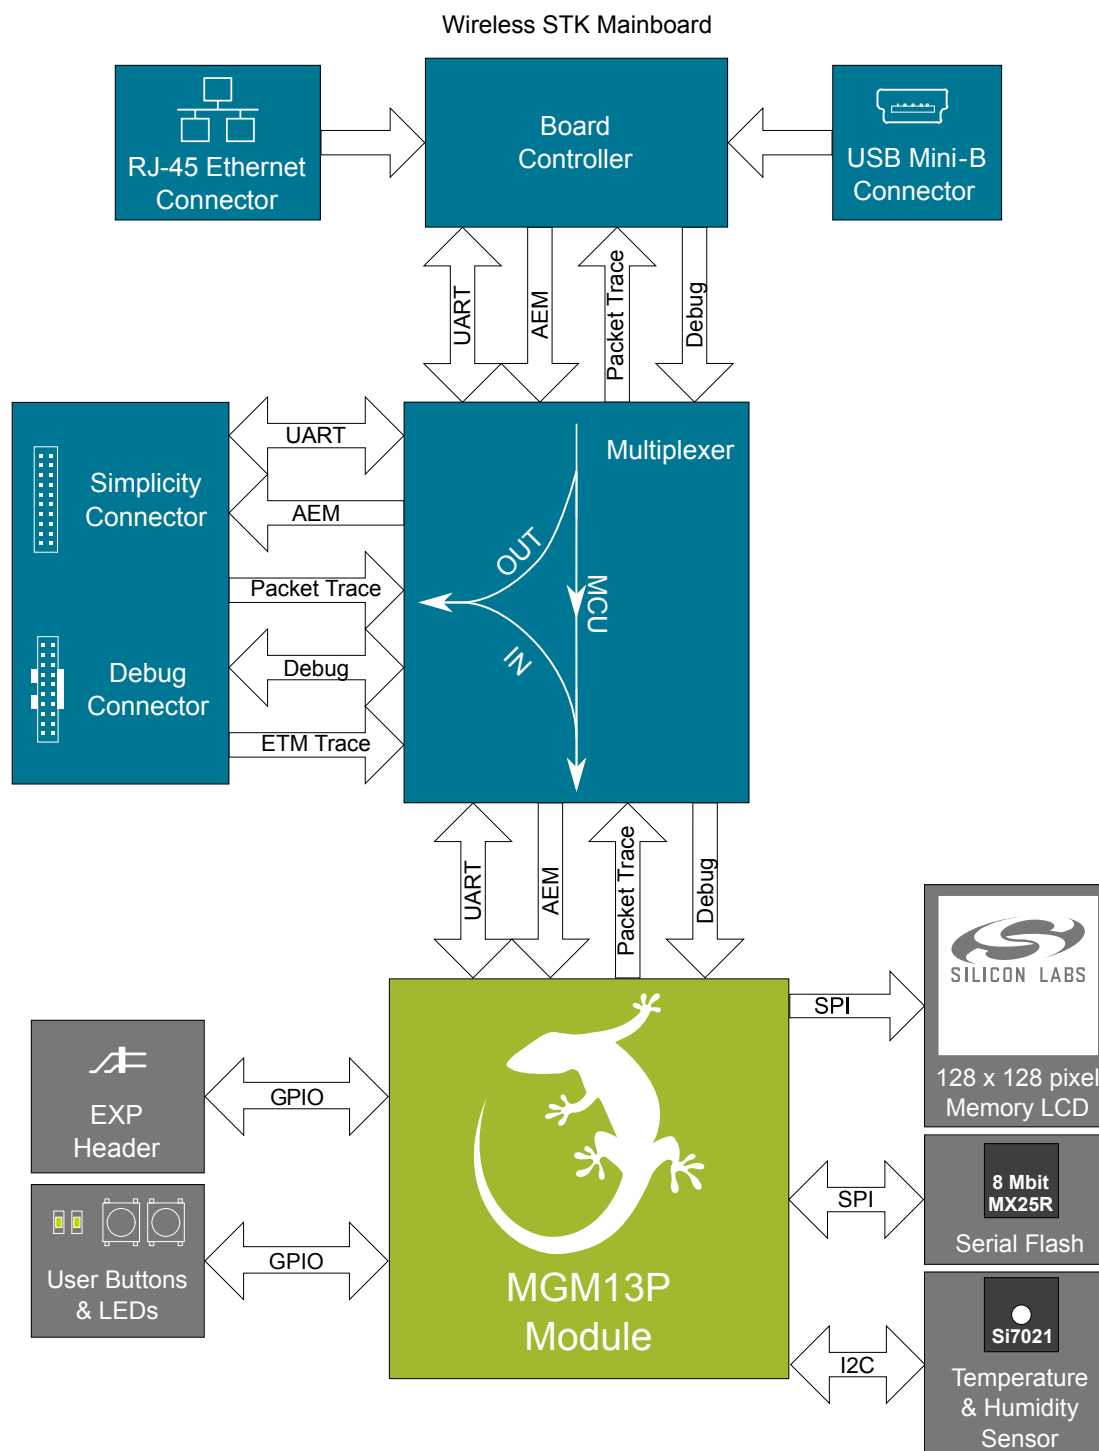 Wireless STK Mainboard
RJ-45 Ethernet
Connector
Board
Controller
USB Mini-B
Connector
UART
AEM
Packet Trace
Debug
Simplicity
Connector
Debug
Connector
UART
AEM
Packet Trace
Debug
ETM Trace
Multiplexer
OUT
MCU
IN
UART
AEM
Packet Trace
Debug
EXP
Header
GPIO
User Buttons
& LEDs
GPIO
MGM13P
Module
SPI
SILICON LABS
128 x 128 pixel
Memory LCD
SPI
8 Mbit
MX25R
Serial Flash
I2C
Si7021
Temperature
& Humidity
Sensor